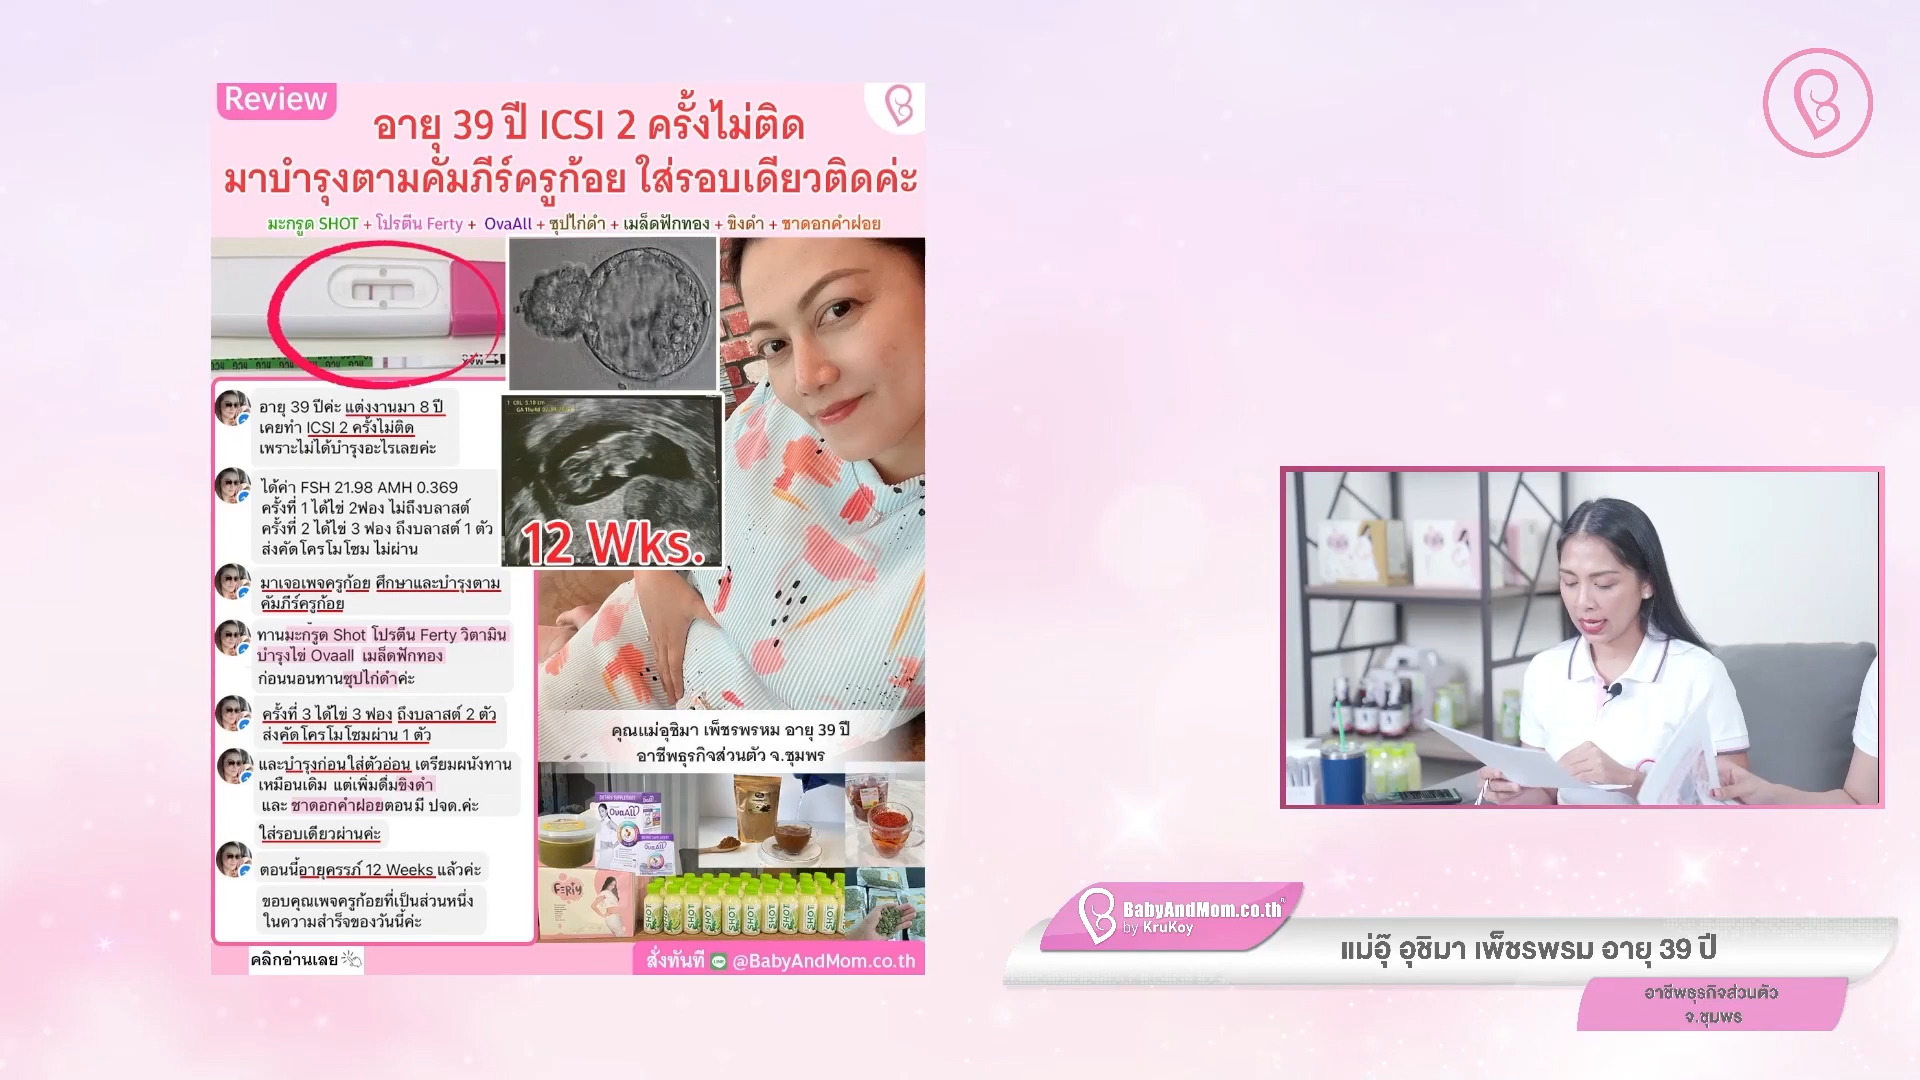 Review
อายุ 39 ปี ICSI 2 ครั้งไม่ติด
มาบำรุงตามคัมภีร์ครูก้อย ใส่รอบเดียวติดค่ะ
มะกรูด SHOT + โปรตีน Ferty + OvaAll + ซุปไก่ดำ + เมล็ดฟักทอง + ขิงดำ + ชาดอกคำฝอย
อายุ 39 ปีค่ะ แต่งงานมา 8 ปี
เคยทำ ICSI 2 ครั้งไม่ติด
เพราะไม่ได้บำรุงอะไรเลยค่ะ
ได้ค่า FSH 21.98 AMH 0.369
ครั้งที่ 1 ได้ไข่ 2ฟอง ไม่ถึงบลาสต์
ครั้งที่ 2 ได้ไข่ 3 ฟอง ถึงบลาสต์ 1 ตัว
ส่งคัดโครโมโซม ไม่ผ่าน
มาเจอเพจครูก้อย ศึกษาและบำรุงตาม
คัมภีร์ครูก้อย
ทานมะกรูด Shot โปรตีน Ferty วิตามิน
บำรุงไข่ Ovaall เมล็ดฟักทอง
ก่อนนอนทานซุปไก่ดำค่ะ
ครั้งที่ 3 ได้ไข่ 3 ฟอง ถึงบลาสต์ 2 ตัว
ส่งคัดโครโมโซมผ่าน 1 ตัว
และบำรุงก่อนใส่ตัวอ่อน เตรียมผนังทาน
เหมือนเดิม แต่เพิ่มดื่มขิงดำ
และ ชาดอกคำฝอยตอนมี ปจด.ค่ะ
ใส่รอบเดียวผ่านค่ะ
ตอนนี้อายุครรภ์ 12 Weeks แล้วค่ะ
ขอบคุณเพจครูก้อยที่เป็นส่วนหนึ่ง
ในความสำเร็จของวันนี้ค่ะ
คลิกอ่านเลย
12 Wks.
คุณแม่อุชิมา เพ็ชรพรหม อายุ 39 ปี
อาชีพธุรกิจส่วนตัว จ.ชุมพร
OvaAll
OvaAll
FERTY
SHOT SHOT SHOT SHOT SHOT SHOT SHOT
สั่งทันที @BabyAndMom.co.th
BabyAndMom.co.th
by KruKoy
แม่อุ๊ อุชิมา เพ็ชรพรม อายุ 39 ปี
อาชีพธุรกิจส่วนตัว
จ.ชุมพร